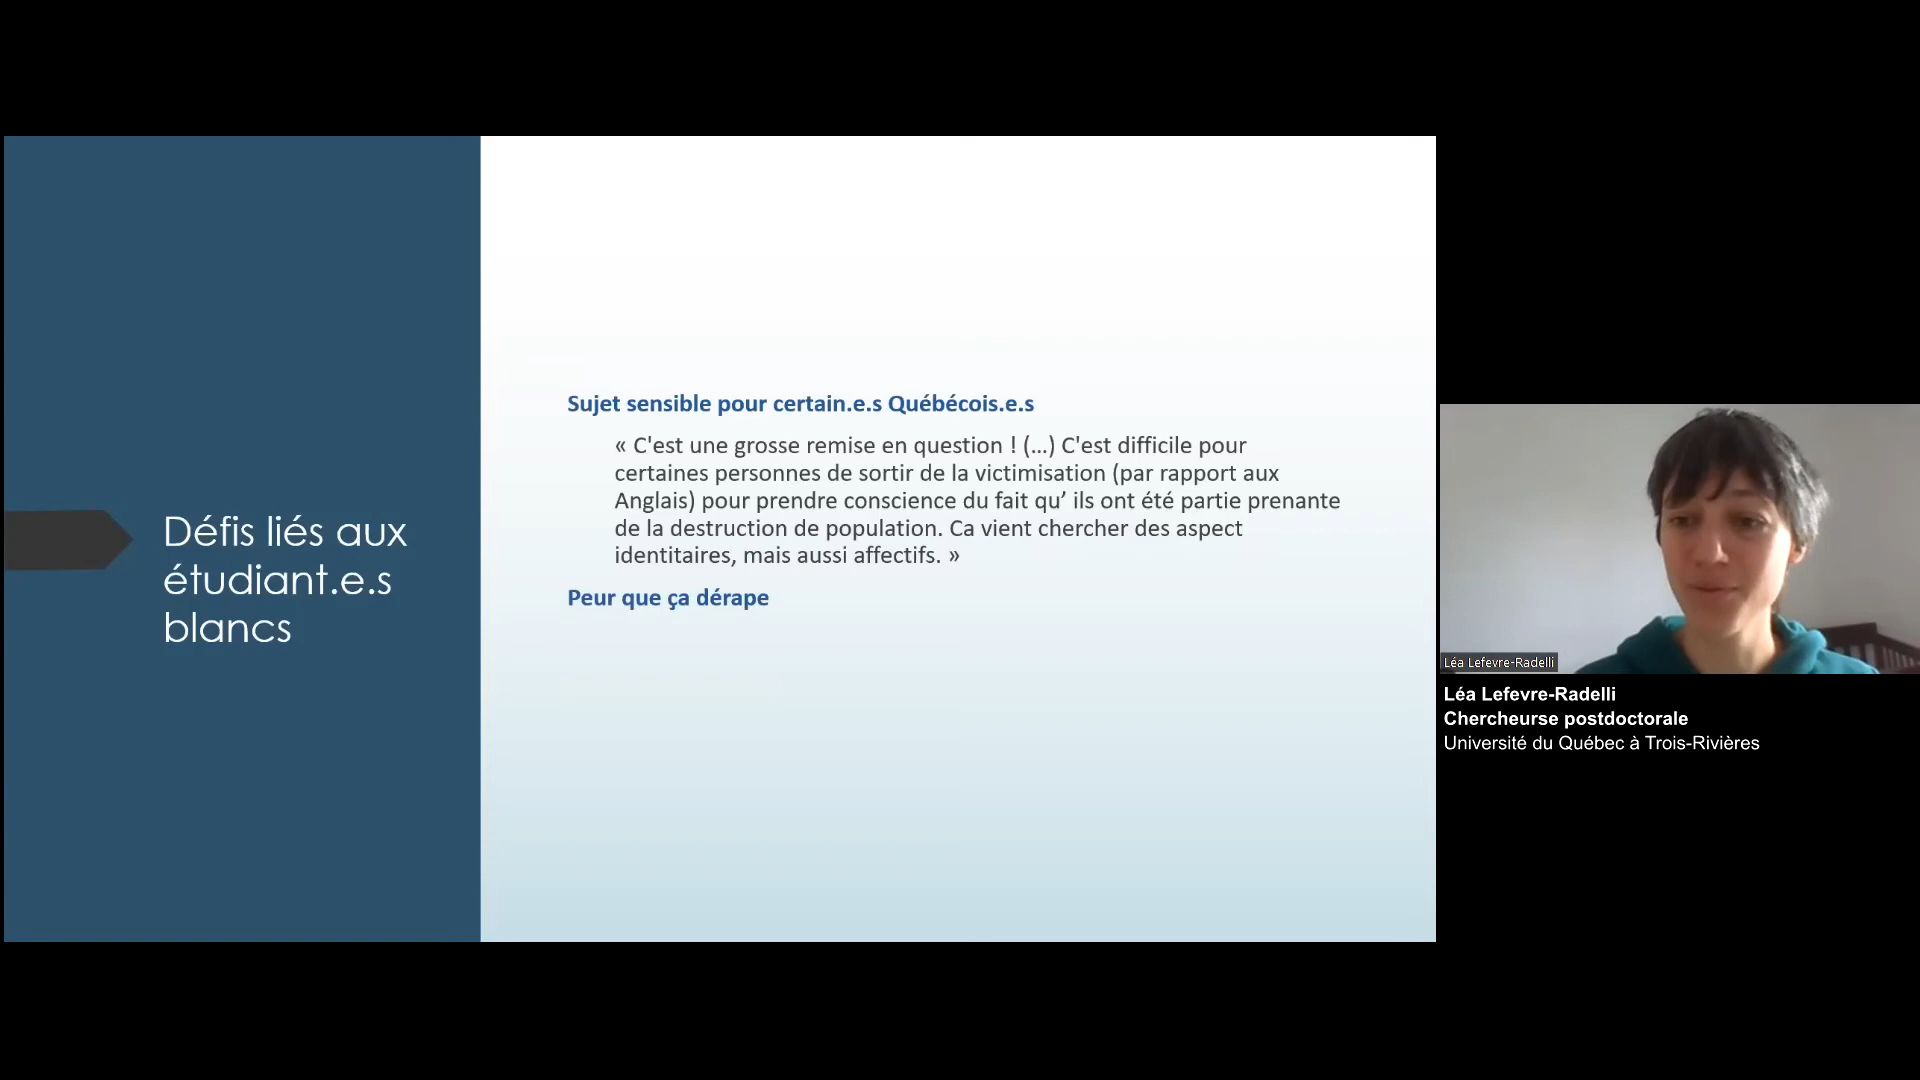 Défis liés aux
étudiant.e.s
blancs
Sujet sensible pour certain.e.s Québécois.e.s
« C'est une grosse remise en question ! (…) C'est difficile pour
certaines personnes de sortir de la victimisation (par rapport aux
Anglais) pour prendre conscience du fait qu’ ils ont été partie prenante
de la destruction de population. Ca vient chercher des aspect
identitaires, mais aussi affectifs. »
Peur que ça dérape
Léa Lefevre-Radelli
Léa Lefevre-Radelli
Chercheurse postdoctorale
Université du Québec à Trois-Rivières